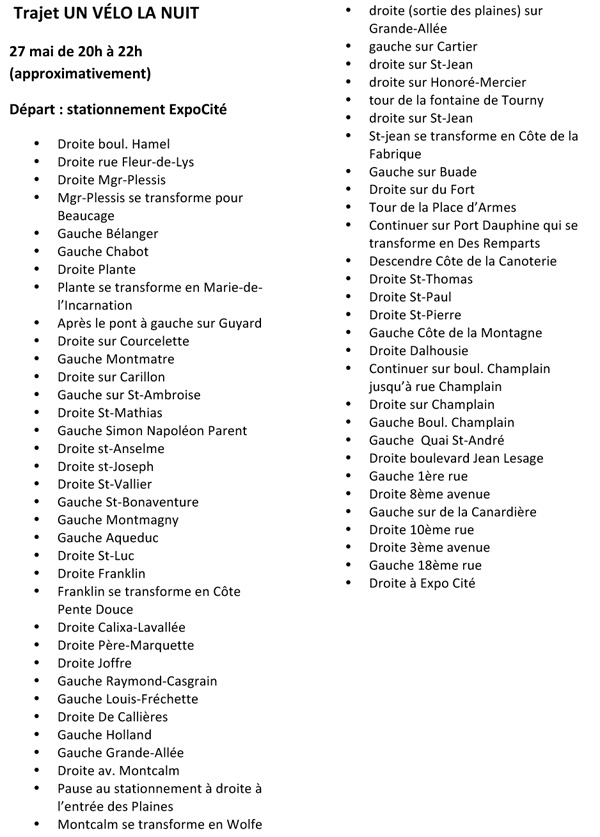 Trajet UN VÉLO LA NUIT
27 mai de 20h à 22h
(approximativement)
Départ : stationnement ExpoCité
• Droite boul. Hamel
• Droite rue Fleur-de-Lys
• Droite Mgr-Plessis
• Mgr-Plessis se transforme pour
Beaucage
• Gauche Bélanger
• Gauche Chabot
• Droite Plante
• Plante se transforme en Marie-de-
l’Incarnation
• Après le pont à gauche sur Guyard
• Droite sur Courcelette
• Gauche Montmatre
• Droite sur Carillon
• Gauche sur St-Ambroise
• Droite St-Mathias
• Gauche Simon Napoléon Parent
• Droite st-Anselme
• Droite st-Joseph
• Droite St-Vallier
• Gauche St-Bonaventure
• Gauche Montmagny
• Gauche Aqueduc
• Droite St-Luc
• Droite Franklin
• Franklin se transforme en Côte
Pente Douce
• Droite Calixa-Lavallée
• Droite Père-Marquette
• Droite Joffre
• Gauche Raymond-Casgrain
• Gauche Louis-Fréchette
• Droite De Callières
• Gauche Holland
• Gauche Grande-Allée
• Droite av. Montcalm
• Pause au stationnement à droite à
l’entrée des Plaines
• Montcalm se transforme en Wolfe
• droite (sortie des plaines) sur
Grande-Allée
• gauche sur Cartier
• droite sur St-Jean
• droite sur Honoré-Mercier
• tour de la fontaine de Tourny
• droite sur St-Jean
• St-jean se transforme en Côte de la
Fabrique
• Gauche sur Buade
• Droite sur du Fort
• Tour de la Place d’Armes
• Continuer sur Port Dauphine qui se
transforme en Des Remparts
• Descendre Côte de la Canoterie
• Droite St-Thomas
• Droite St-Paul
• Droite St-Pierre
• Gauche Côte de la Montagne
• Droite Dalhousie
• Continuer sur boul. Champlain
jusqu’à rue Champlain
• Droite sur Champlain
• Gauche Boul. Champlain
• Gauche Quai St-André
• Droite boulevard Jean Lesage
• Gauche 1ère rue
• Droite 8ème avenue
• Gauche sur de la Canardière
• Droite 10ème rue
• Droite 3ème avenue
• Gauche 18ème rue
• Droite à Expo Cité